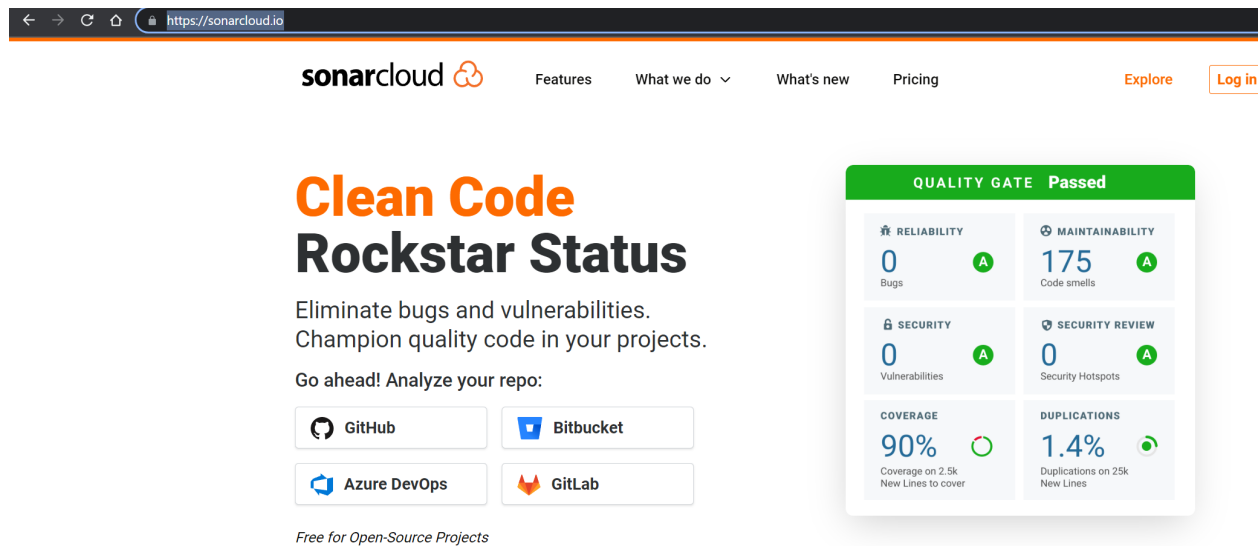 https://sonarcloud.io
sonarcloud
Features
What we do
What's new
Pricing
Explore
Log in
Clean Code
Rockstar Status
Eliminate bugs and vulnerabilities.
Champion quality code in your projects.
Go ahead! Analyze your repo:
GitHub
Bitbucket
Azure DevOps
GitLab
Free for Open-Source Projects
QUALITY GATE Passed
RELIABILITY
0
A
Bugs
MAINTAINABILITY
175
A
Code smells
SECURITY
0
A
Vulnerabilities
SECURITY REVIEW
0
A
Security Hotspots
COVERAGE
90%
Coverage on 2.5k
New Lines to cover
DUPLICATIONS
1.4%
Duplications on 25k
New Lines